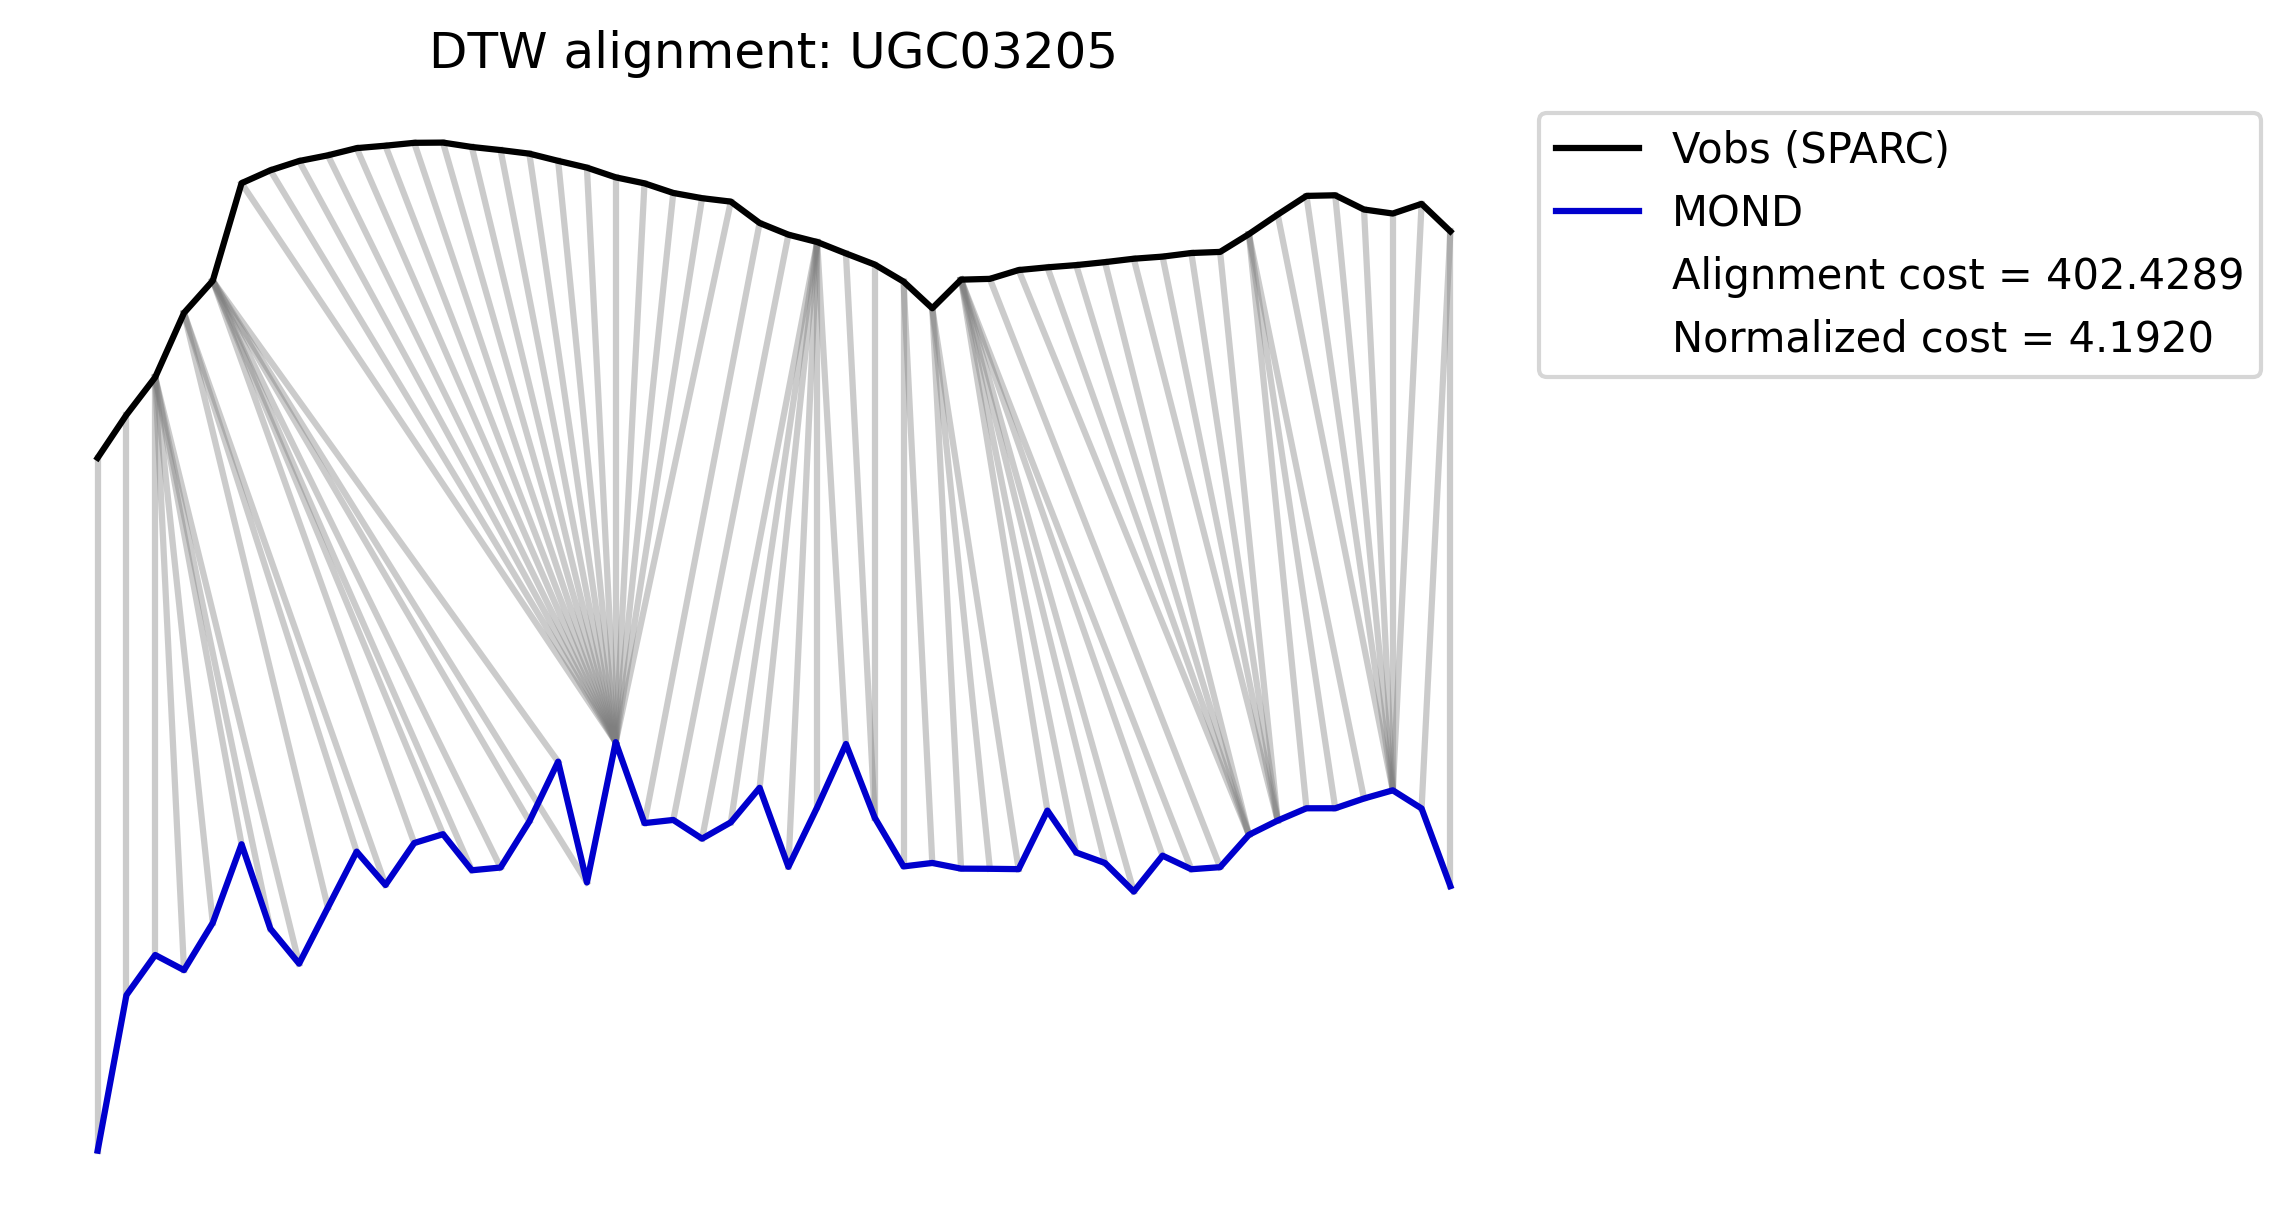 DTW alignment: UGC03205
Vobs (SPARC)
MOND
Alignment cost = 402.4289
Normalized cost = 4.1920